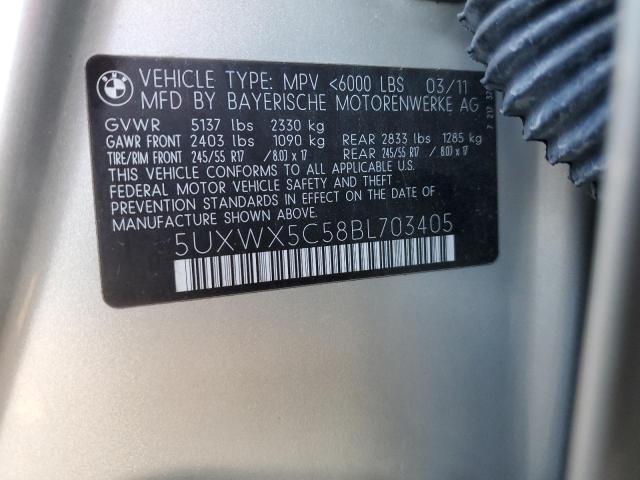 BMW
VEHICLE TYPE: MPV <6000 LBS 03/11
MFD BY BAYERISCHE MOTORENWERKE AG
GVWR 5137 lbs 2330 kg
GAWR FRONT 2403 lbs 1090 kg REAR 2833 lbs 1285 kg
TIRE/RIM FRONT 245/55 R17 /8.0J x 17 REAR 245/55 R17 /8.0J x 17
THIS VEHICLE CONFORMS TO ALL APPLICABLE U.S.
FEDERAL MOTOR VEHICLE SAFETY AND THEFT
PREVENTION STANDARDS IN EFFECT ON THE DATE OF
MANUFACTURE SHOWN ABOVE.
5UXWX5C58BL703405